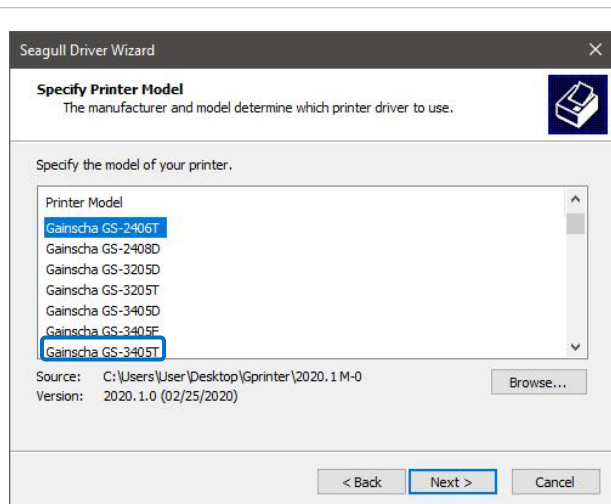 Seagull Driver Wizard
Specify Printer Model
The manufacturer and model determine which printer driver to use.
Specify the model of your printer.
Printer Model
Gainscha GS-2406T
Gainscha GS-2408D
Gainscha GS-3205D
Gainscha GS-3205T
Gainscha GS-3405D
Gainscha GS-3405E
Gainscha GS-3405T
Source: C:\Users\User\Desktop\Gprinter\2020.1 M-0
Browse...
Version: 2020.1.0 (02/25/2020)
< Back Next > Cancel